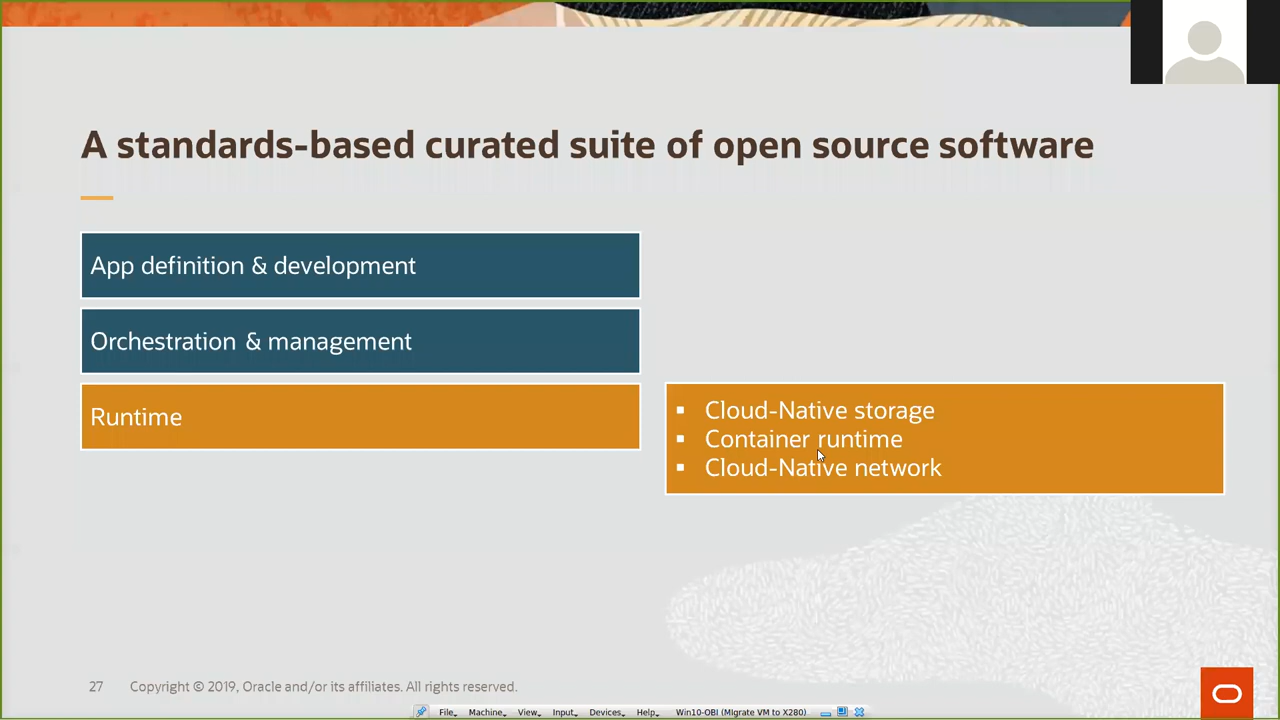 A standards-based curated suite of open source software
App definition & development
Orchestration & management
Runtime
▪ Cloud-Native storage
▪ Container runtime
▪ Cloud-Native network
27 Copyright © 2019, Oracle and/or its affiliates. All rights reserved.
File Machine View Input Devices Help Win10-OBI (MIgrate VM to X280)